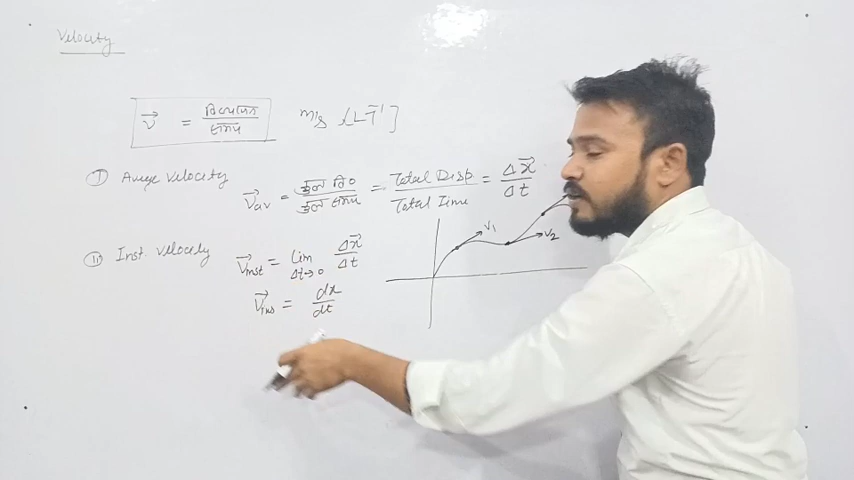 Velocity
v⃗ = विस्थापन / समय m/s [LT⁻¹]
I Average Velocity v⃗av = कुल वि० / कुल समय = Total Disp / Total Time = Δx⃗ / Δt
II Inst. Velocity v⃗inst = lim Δt→0 Δx⃗ / Δt
v⃗ins = dx / dt
v₁
v₂